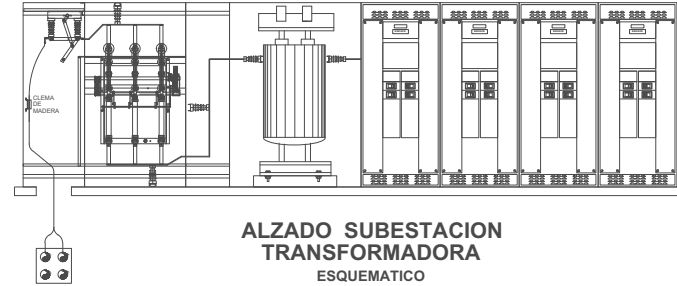 CLEMA
DE
MADERA
ALZADO SUBESTACION
TRANSFORMADORA
ESQUEMATICO